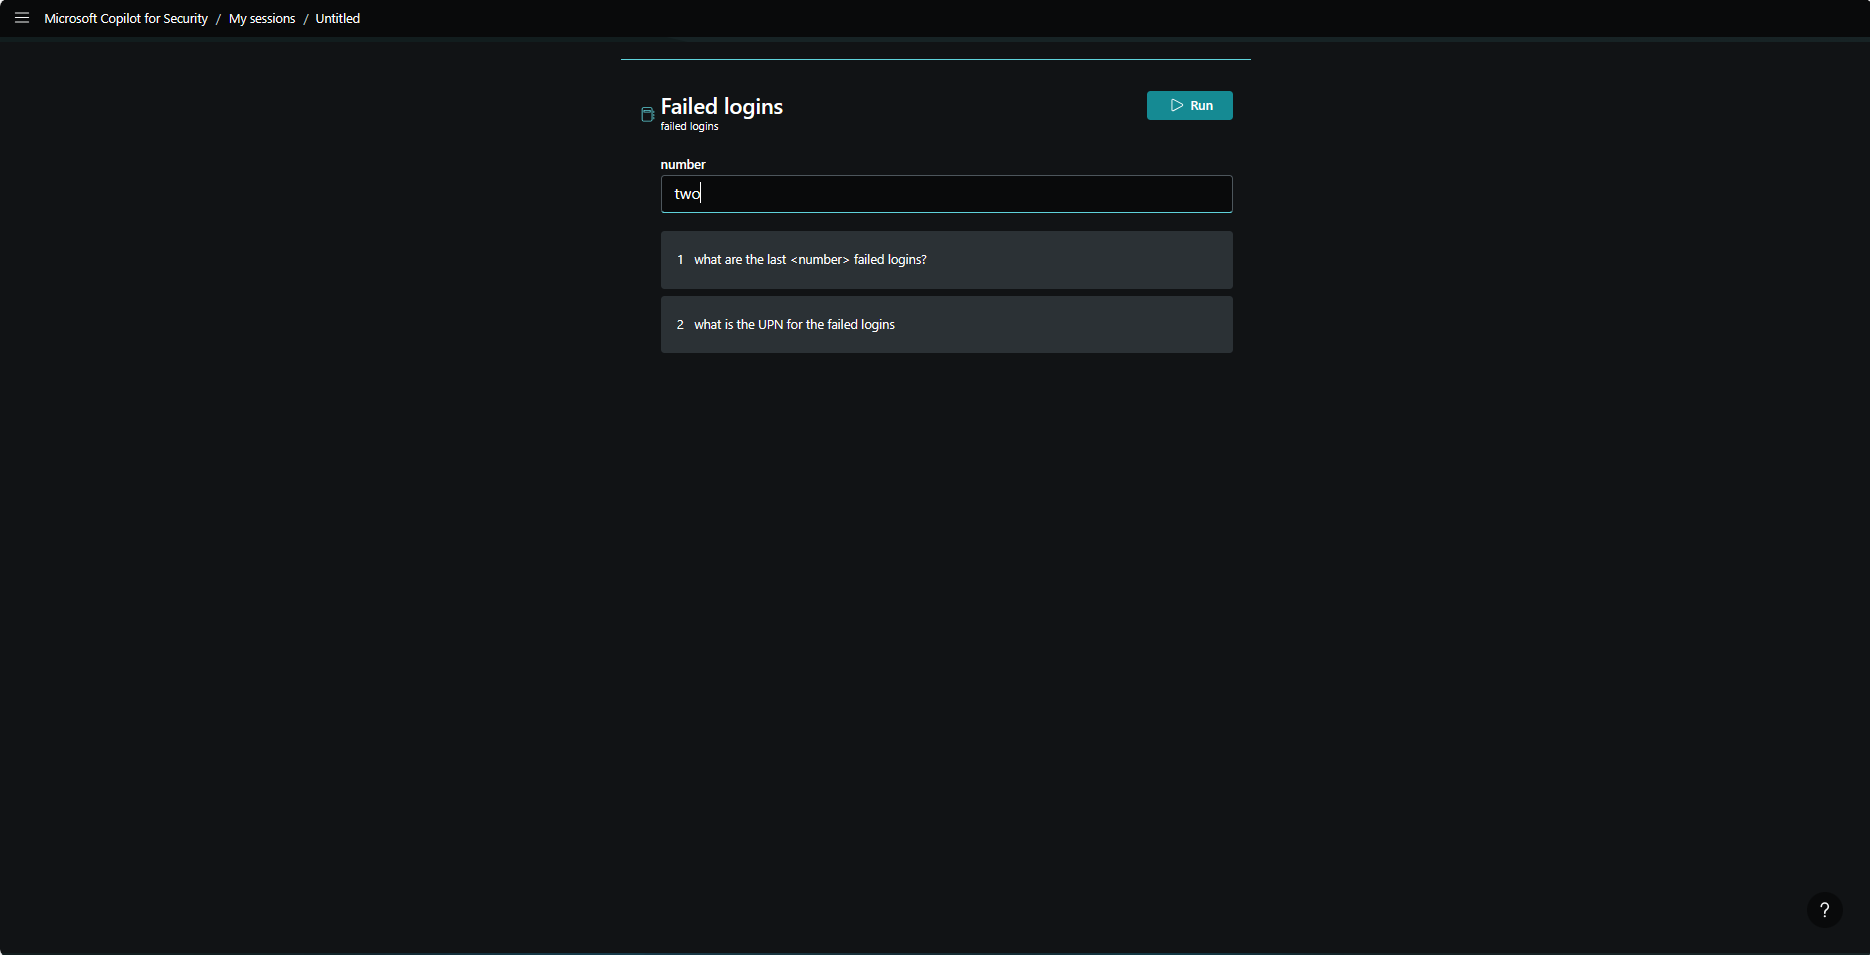 Microsoft Copilot for Security / My sessions / Untitled
Failed logins
Run
failed logins
number
two
1 what are the last <number> failed logins?
2 what is the UPN for the failed logins
?